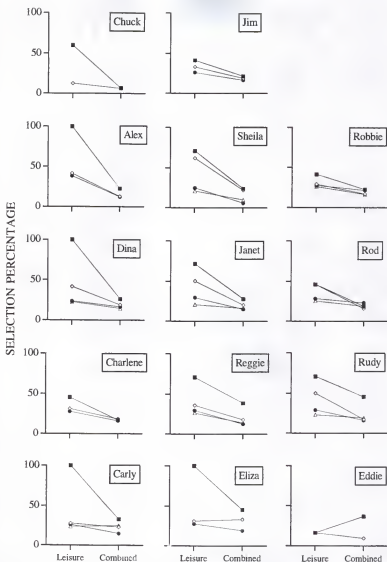 SELECTION PERCENTAGE
100
50
0
Chuck
Jim
100
50
0
Alex
Sheila
Robbie
100
50
0
Dina
Janet
Rod
100
50
0
Charlene
Reggie
Rudy
100
50
0
Carly
Eliza
Eddie
Leisure Combined Leisure Combined Leisure Combined